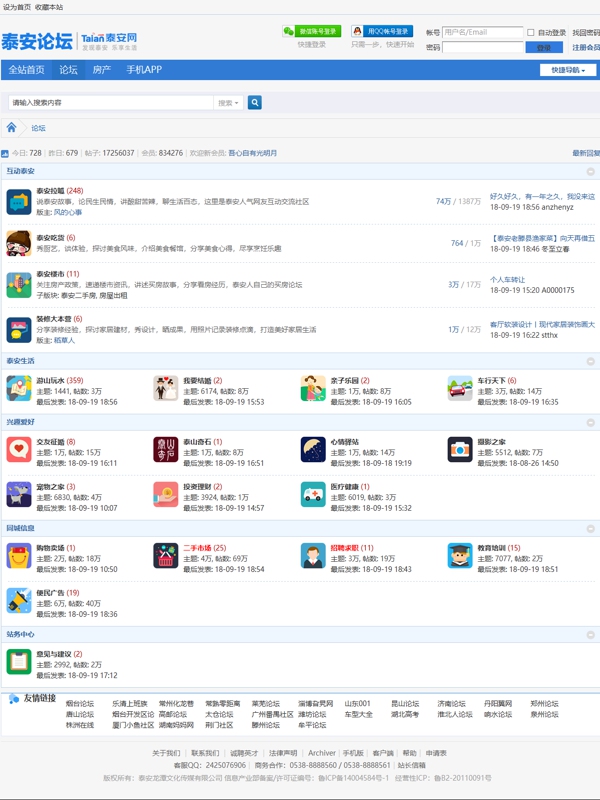 设为首页 收藏本站
泰安论坛 Taian泰安网
发现泰安 乐享生活
微信账号登录 用QQ帐号登录 帐号 用户名/Email 自动登录 找回密码
快捷登录 只需一步，快速开始 密码 登录 注册会员
全站首页 论坛 房产 手机APP 快捷导航
请输入搜索内容 搜索
论坛
今日: 728 | 昨日: 679 | 帖子: 17256037 | 会员: 834276 | 欢迎新会员: 吾心自有光明月 最新回复
互动泰安
泰安拉呱 (248)
说泰安故事，论民生民情，讲酸甜苦辣，聊生活百态，这里是泰安人气网友互动交流社区
版主: 风的心事
74万 / 1387万
好久好久，有一年之久，我没来这
18-09-19 18:56 anzhenyz
泰安吃货 (6)
秀厨艺，谈体验，探讨美食风味，介绍美食餐馆，分享美食心得，尽享烹饪乐趣
764 / 1万
【泰安老滕县渔家菜】向天再借五
18-09-19 18:46 冬至立春
泰安楼市 (11)
关注房产政策，速递楼市资讯，讲述买房故事，分享看房经历，泰安人自己的买房论坛
子版块: 泰安二手房, 房屋出租
3万 / 17万
个人车转让
18-09-19 15:20 A0000175
装修大本营 (6)
分享装修经验，探讨家居建材，秀设计，晒成果，用照片记录装修点滴，打造美好家居生活
版主: 稻草人
1万 / 12万
客厅软装设计丨现代家居装饰画大
18-09-19 16:22 stthx
泰安生活
游山玩水 (359)
主题: 1441, 帖数: 3万
最后发表: 18-09-19 18:56
我要结婚 (2)
主题: 6174, 帖数: 8万
最后发表: 18-09-19 15:53
亲子乐园 (2)
主题: 1万, 帖数: 8万
最后发表: 18-09-19 16:05
车行天下 (6)
主题: 3万, 帖数: 14万
最后发表: 18-09-19 16:35
兴趣爱好
交友征婚 (8)
主题: 1万, 帖数: 15万
最后发表: 18-09-19 16:11
泰山奇石 (1)
主题: 1万, 帖数: 8万
最后发表: 18-09-19 16:51
心情驿站
主题: 1万, 帖数: 14万
最后发表: 18-09-18 19:19
摄影之家
主题: 5512, 帖数: 7万
最后发表: 18-08-26 14:50
宠物之家 (3)
主题: 6830, 帖数: 4万
最后发表: 18-09-19 10:07
投资理财 (2)
主题: 3924, 帖数: 1万
最后发表: 18-09-19 14:57
医疗健康 (1)
主题: 6019, 帖数: 3万
最后发表: 18-09-19 15:32
同城信息
购物卖场 (1)
主题: 2万, 帖数: 18万
最后发表: 18-09-19 10:50
二手市场 (25)
主题: 4万, 帖数: 69万
最后发表: 18-09-19 18:54
招聘求职 (11)
主题: 3万, 帖数: 19万
最后发表: 18-09-19 18:43
教育培训 (15)
主题: 7077, 帖数: 2万
最后发表: 18-09-19 18:51
便民广告 (19)
主题: 6万, 帖数: 40万
最后发表: 18-09-19 18:36
站务中心
意见与建议 (2)
主题: 2992, 帖数: 2万
最后发表: 18-09-19 17:12
友情链接
烟台论坛 乐清上班族 常州化龙巷 常熟零距离 莱芜论坛 淄博旮旯网 山东001 昆山论坛 济南论坛 丹阳翼网 郑州论坛
唐山论坛 烟台开发区论 高邮论坛 太仓论坛 广州番禺社区 潍坊论坛 车型大全 湖北高考 淮北人论坛 响水论坛 泉州论坛
株洲在线 厦门小鱼社区 湖南妈妈网 荆门社区 滕州论坛 牟平论坛
关于我们 | 联系我们 | 诚聘英才 | 法律声明 | Archiver | 手机版 | 客户端 | 帮助 | 申请表
客服QQ：2425076906 | 商务合作：0538-8888560 / 0538-8888561 | 站长信箱
版权所有：泰安龙潭文化传媒有限公司 信息产业部备案/许可证编号：鲁ICP备14004584号-1 经营性ICP：鲁B2-20110091号